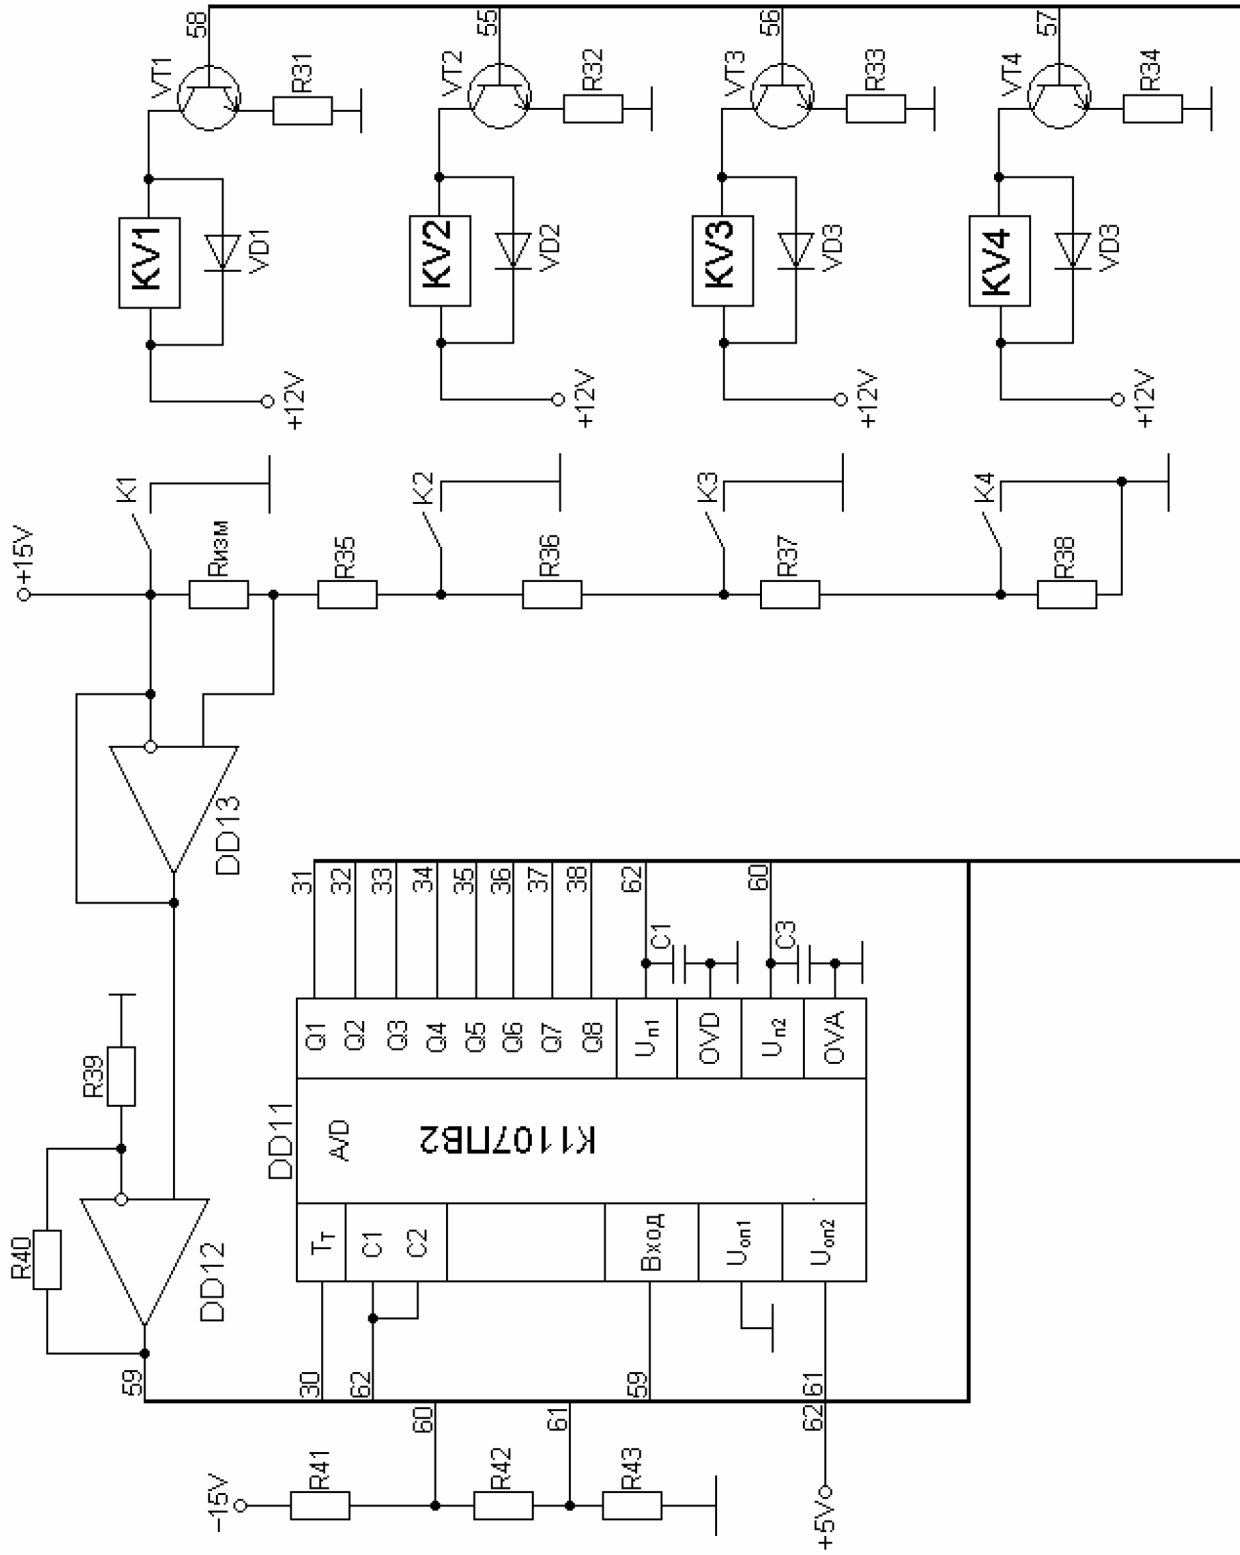 58
VT1
R31
KV1
VD1
+12V
55
VT2
R32
KV2
VD2
+12V
56
VT3
R33
KV3
VD3
+12V
57
VT4
R34
KV4
VD3
+12V
+15V
K1
Rизм
R35
K2
R36
K3
R37
K4
R38
DD13
R39
R40
DD12
59
DD11
A/D
К1107ПВ2
Q1
Q2
Q3
Q4
Q5
Q6
Q7
Q8
Uп1
OVD
Uп2
OVA
31
32
33
34
35
36
37
38
62
C1
60
C3
Tт
C1
C2
Вход
Uоп1
Uоп2
30
62
59
61
60
61
62
−15V
R41
R42
R43
+5V